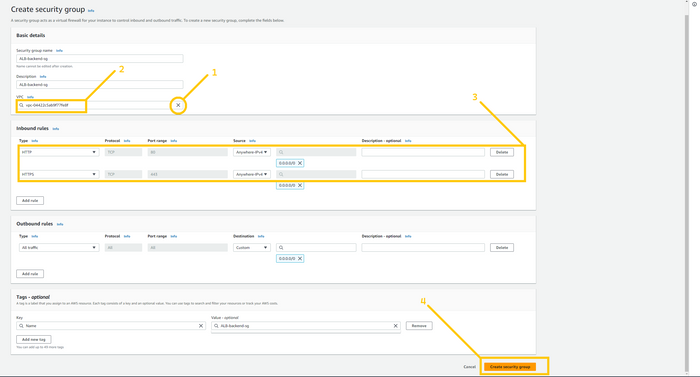 Create security group Info
A security group acts as a virtual firewall for your instance to control inbound and outbound traffic. To create a new security group, complete the fields below.
Basic details
Security group name Info
ALB-backend-sg
Name cannot be edited after creation.
Description Info
ALB-backend-sg
VPC Info
2
1
3
Inbound rules Info
Type Info Protocol Info Port range Info Source Info Description - optional Info
HTTP TCP 80 Anywhere-IPv4 Delete
0.0.0.0/0
HTTPS TCP 443 Anywhere-IPv4 Delete
0.0.0.0/0
Add rule
Outbound rules Info
Type Info Protocol Info Port range Info Destination Info Description - optional Info
All traffic All All Custom Delete
0.0.0.0/0
Add rule
Tags - optional
A tag is a label that you assign to an AWS resource. Each tag consists of a key and an optional value. You can use tags to search and filter your resources or track your AWS costs.
Key Value - optional
Name ALB-backend-sg Remove
Add new tag
You can add up to 49 more tags
4
Cancel Create security group